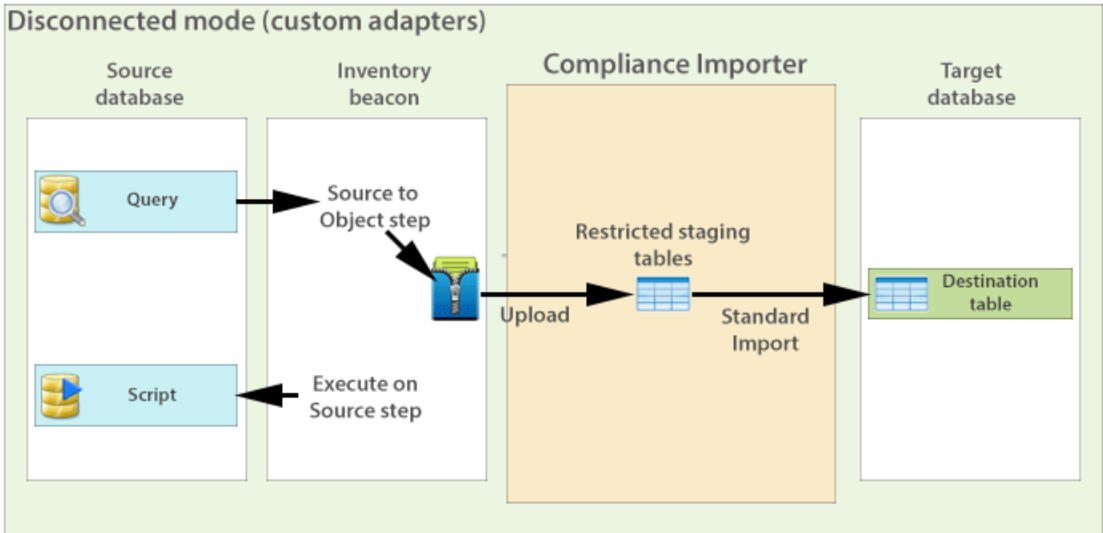 Disconnected mode (custom adapters)
Source
database
Inventory
beacon
Compliance Importer
Target
database
Query
Source to
Object step
Restricted staging
tables
Destination
table
Upload
Standard
Import
Script
Execute on
Source step